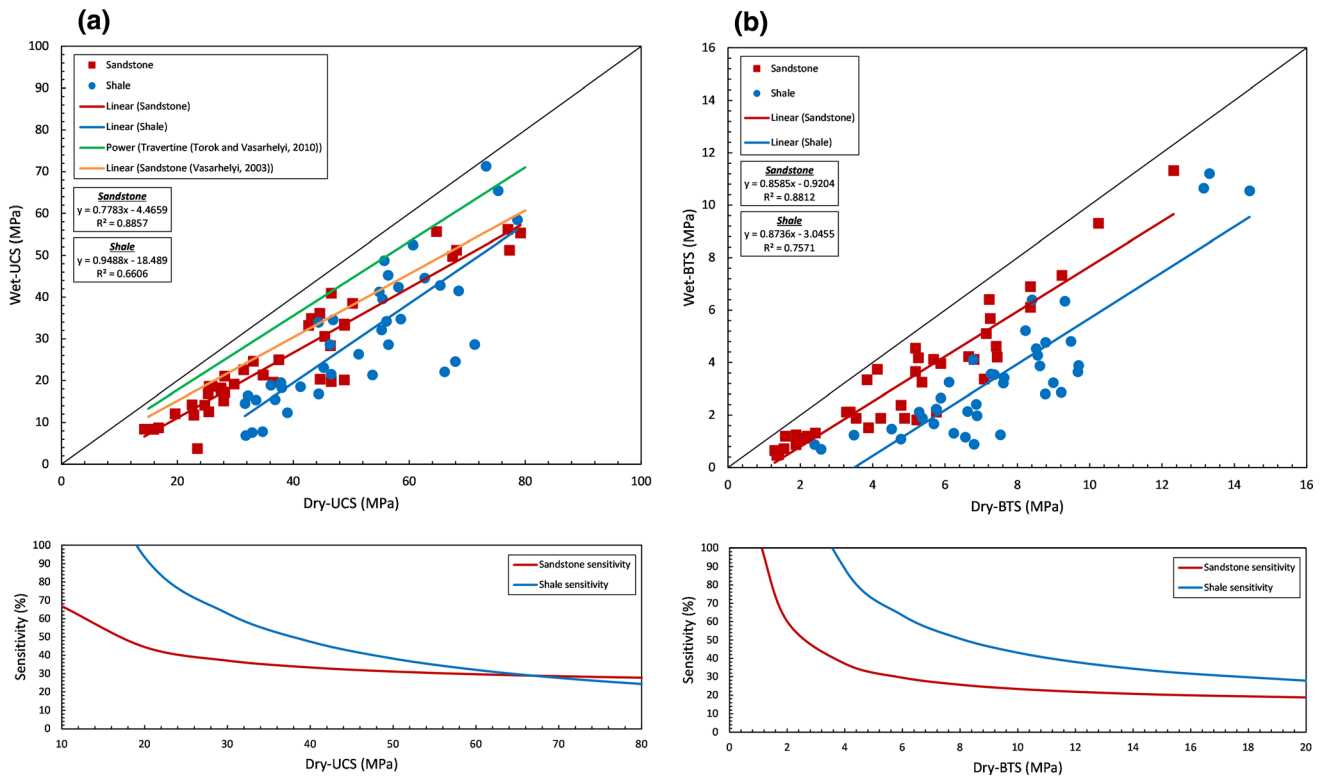 (a)
100
90
80
70
60
50
40
30
20
10
0
Wet-UCS (MPa)
Sandstone
Shale
Linear (Sandstone)
Linear (Shale)
Power (Travertine (Torok and Vasarhelyi, 2010))
Linear (Sandstone (Vasarhelyi, 2003))
Sandstone
y = 0.7783x - 4.4659
R² = 0.8857
Shale
y = 0.9488x - 18.489
R² = 0.6606
0 20 40 60 80 100
Dry-UCS (MPa)
(b)
16
14
12
10
8
6
4
2
0
Wet-BTS (MPa)
Sandstone
Shale
Linear (Sandstone)
Linear (Shale)
Sandstone
y = 0.8585x - 0.9204
R² = 0.8812
Shale
y = 0.8736x - 3.0455
R² = 0.7571
0 2 4 6 8 10 12 14 16
Dry-BTS (MPa)
100
90
80
70
60
50
40
30
20
10
0
Sensitivity (%)
Sandstone sensitivity
Shale sensitivity
10 20 30 40 50 60 70 80
Dry-UCS (MPa)
100
90
80
70
60
50
40
30
20
10
0
Sensitivity (%)
Sandstone sensitivity
Shale sensitivity
0 2 4 6 8 10 12 14 16 18 20
Dry-BTS (MPa)